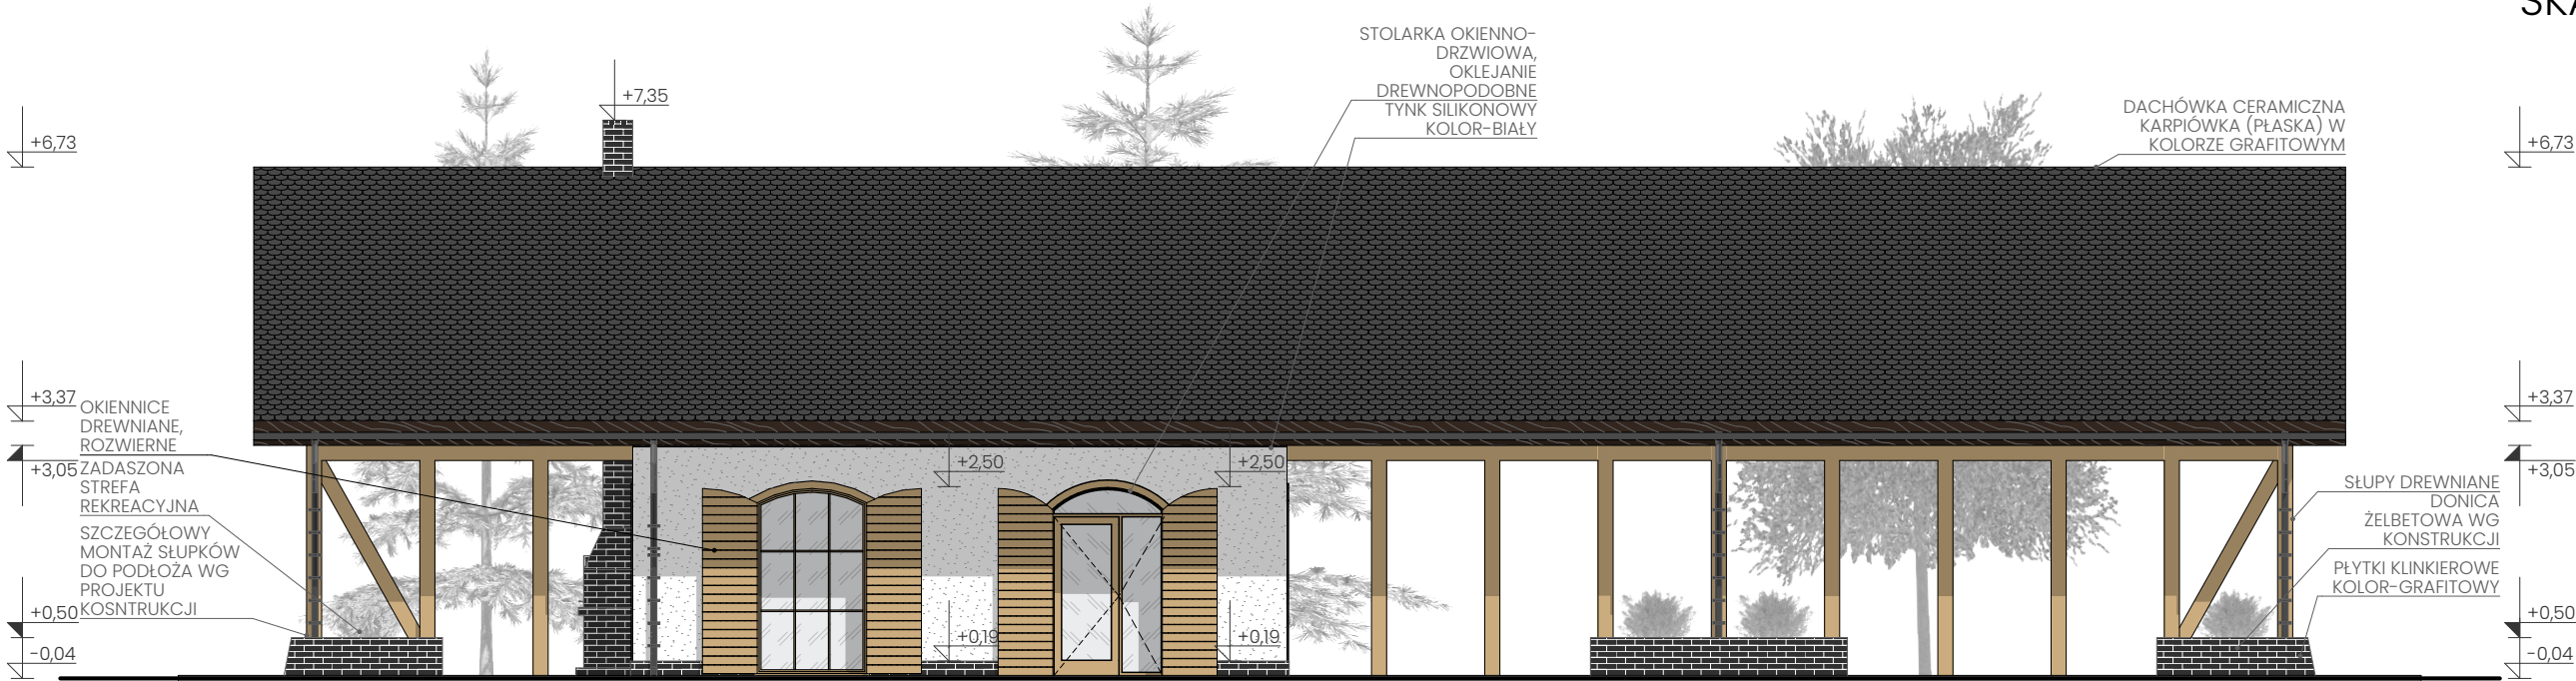 STOLARKA OKIENNO-
DRZWIOWA,
OKLEJANIE
DREWNOPODOBNE
TYNK SILIKONOWY
KOLOR-BIAŁY
DACHÓWKA CERAMICZNA
KARPIÓWKA (PŁASKA) W
KOLORZE GRAFITOWYM
+7,35
+6,73
+6,73
+3,37
+3,37
OKIENNICE
DREWNIANE,
ROZWIERNE
+3,05
+3,05
ZADASZONA
STREFA
REKREACYJNA
SZCZEGÓŁOWY
MONTAŻ SŁUPKÓW
DO PODŁOŻA WG
PROJEKTU
KOSNTRUKCJI
+2,50
+2,50
SŁUPY DREWNIANE
DONICA
ŻELBETOWA WG
KONSTRUKCJI
PŁYTKI KLINKIEROWE
KOLOR-GRAFITOWY
+0,50
+0,50
+0,19
+0,19
-0,04
-0,04